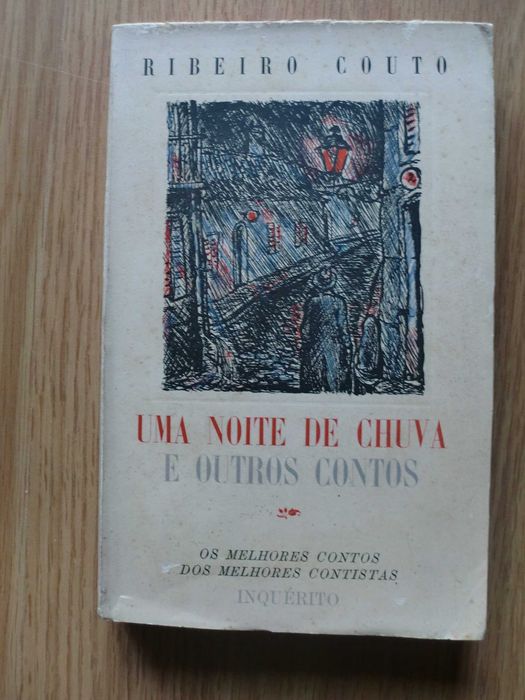 RIBEIRO COUTO
UMA NOITE DE CHUVA
E OUTROS CONTOS
OS MELHORES CONTOS
DOS MELHORES CONTISTAS
INQUÉRITO